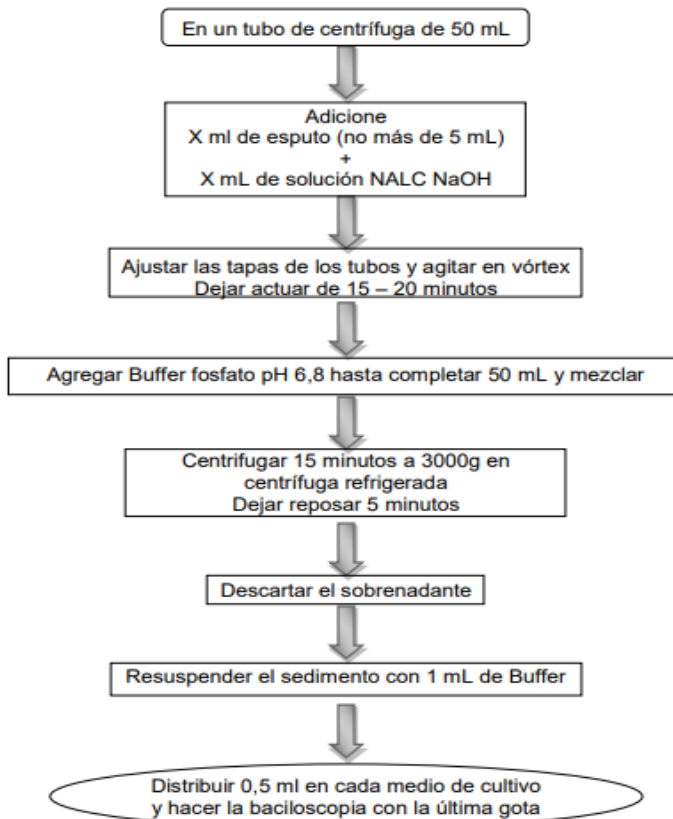 En un tubo de centrífuga de 50 mL
Adicione
X ml de esputo (no más de 5 mL)
+
X mL de solución NALC NaOH
Ajustar las tapas de los tubos y agitar en vórtex
Dejar actuar de 15 – 20 minutos
Agregar Buffer fosfato pH 6,8 hasta completar 50 mL y mezclar
Centrifugar 15 minutos a 3000g en
centrífuga refrigerada
Dejar reposar 5 minutos
Descartar el sobrenadante
Resuspender el sedimento con 1 mL de Buffer
Distribuir 0,5 ml en cada medio de cultivo
y hacer la baciloscopia con la última gota